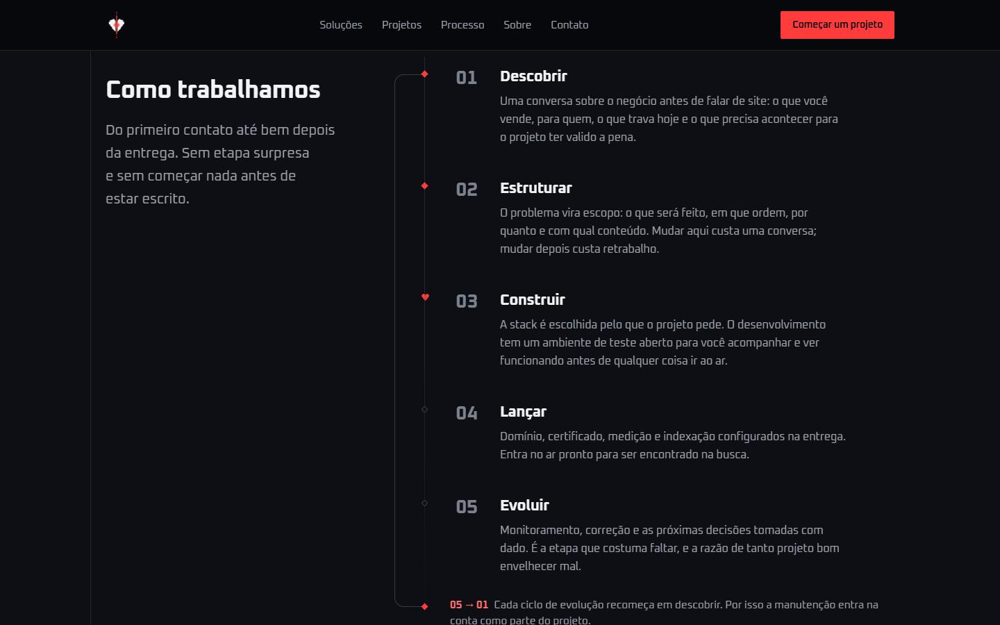 Soluções
Projetos
Processo
Sobre
Contato
Começar um projeto
Como trabalhamos
Do primeiro contato até bem depois
da entrega. Sem etapa surpresa
e sem começar nada antes de
estar escrito.
01
Descobrir
Uma conversa sobre o negócio antes de falar de site: o que você
vende, para quem, o que trava hoje e o que precisa acontecer para
o projeto ter valido a pena.
02
Estruturar
O problema vira escopo: o que será feito, em que ordem, por
quanto e com qual conteúdo. Mudar aqui custa uma conversa;
mudar depois custa retrabalho.
03
Construir
A stack é escolhida pelo que o projeto pede. O desenvolvimento
tem um ambiente de teste aberto para você acompanhar e ver
funcionando antes de qualquer coisa ir ao ar.
04
Lançar
Domínio, certificado, medição e indexação configurados na entrega.
Entra no ar pronto para ser encontrado na busca.
05
Evoluir
Monitoramento, correção e as próximas decisões tomadas com
dado. É a etapa que costuma faltar, e a razão de tanto projeto bom
envelhecer mal.
05 → 01 Cada ciclo de evolução recomeça em descobrir. Por isso a manutenção entra na
conta como parte do projeto.